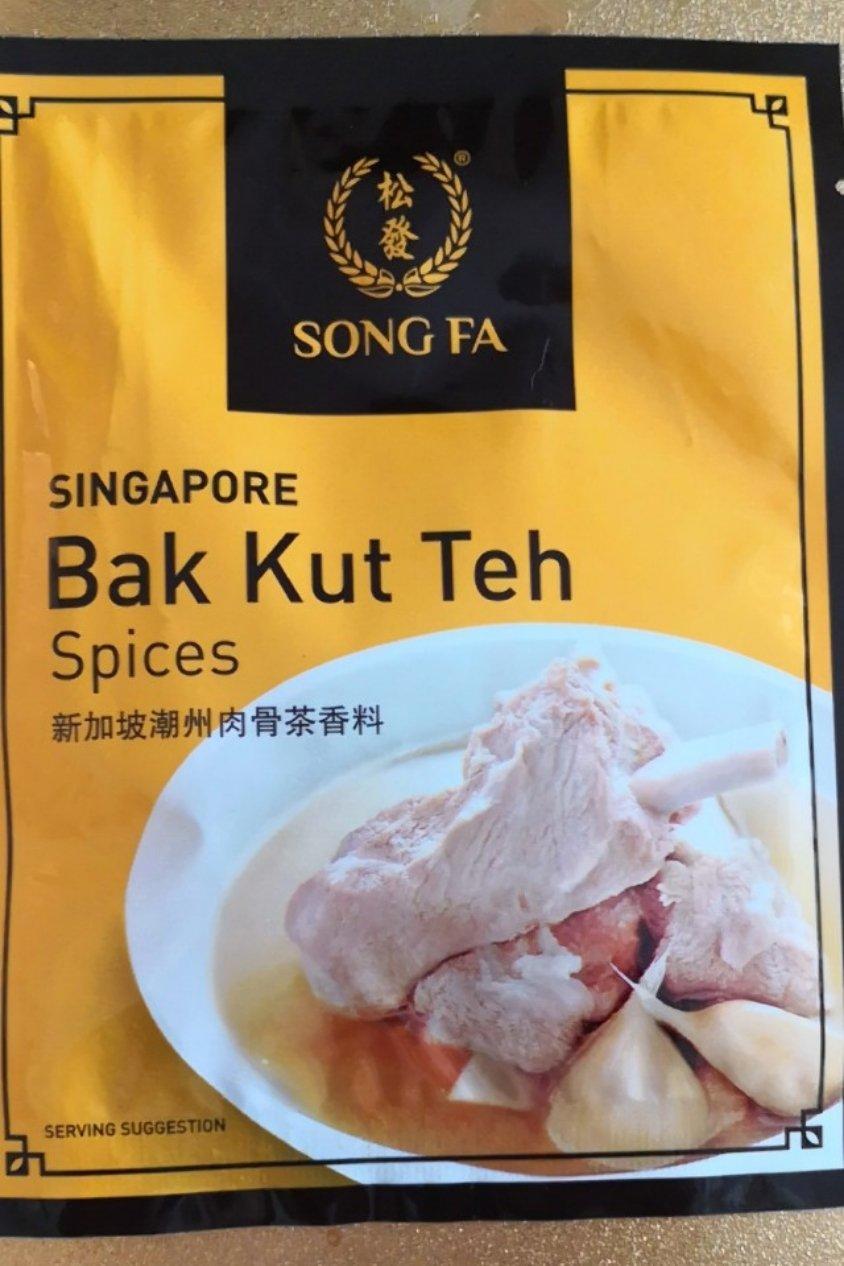 松
發
®
SONG FA
SINGAPORE
Bak Kut Teh
Spices
新加坡潮州肉骨茶香料
SERVING SUGGESTION